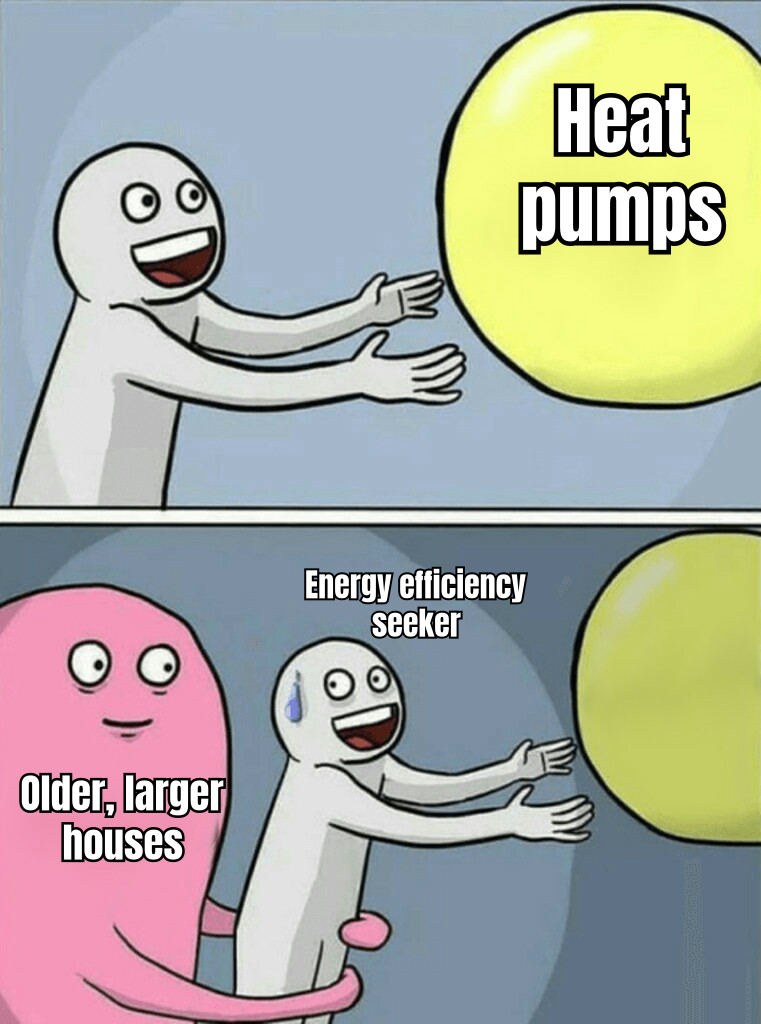 Heat
pumps
Energy efficiency
seeker
Older, larger
houses